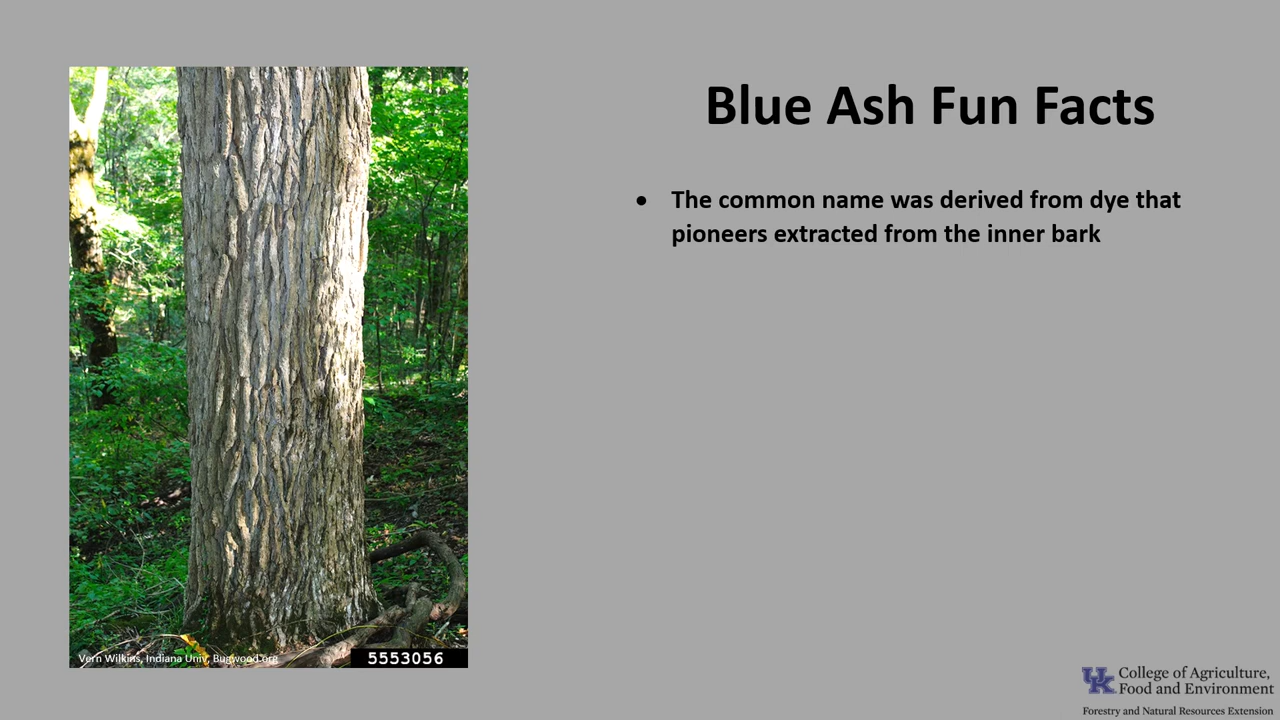 Blue Ash Fun Facts
• The common name was derived from dye that
pioneers extracted from the inner bark
Vern Wilkins, Indiana Univ, Bugwood.org
5553056
UK College of Agriculture,
Food and Environment
Forestry and Natural Resources Extension